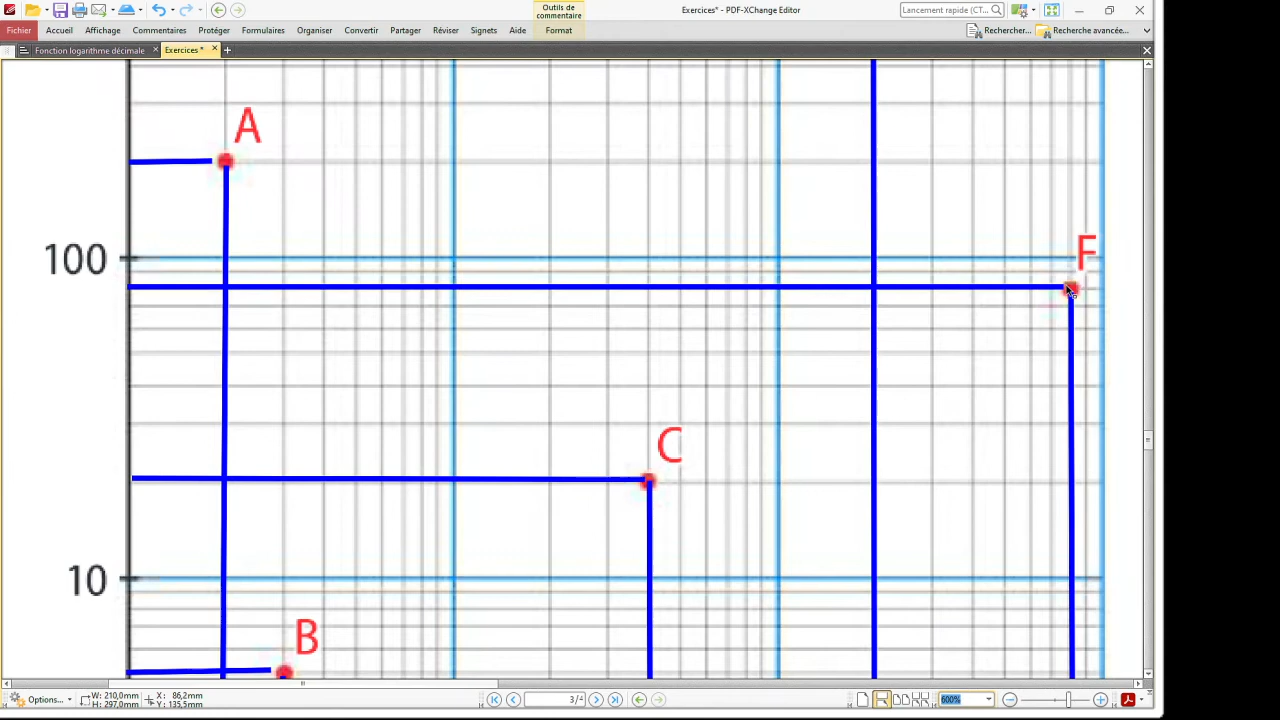 Outils de
commentaire
Exercices* - PDF-XChange Editor
Lancement rapide (CT...
Fichier Accueil Affichage Commentaires Protéger Formulaires Organiser Convertir Partager Réviser Signets Aide Format
Rechercher... Recherche avancée...
Fonction logarithme décimale Exercices *
A
100
F
C
10
B
Options...
W: 210,0mm
H: 297,0mm
X: 86,2mm
Y: 135,5mm
3/4
600%